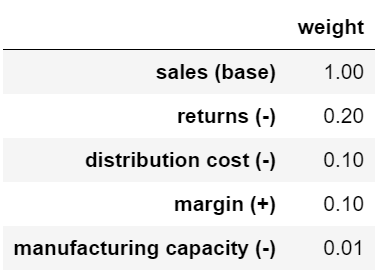 weight
sales (base) 1.00
returns (-) 0.20
distribution cost (-) 0.10
margin (+) 0.10
manufacturing capacity (-) 0.01